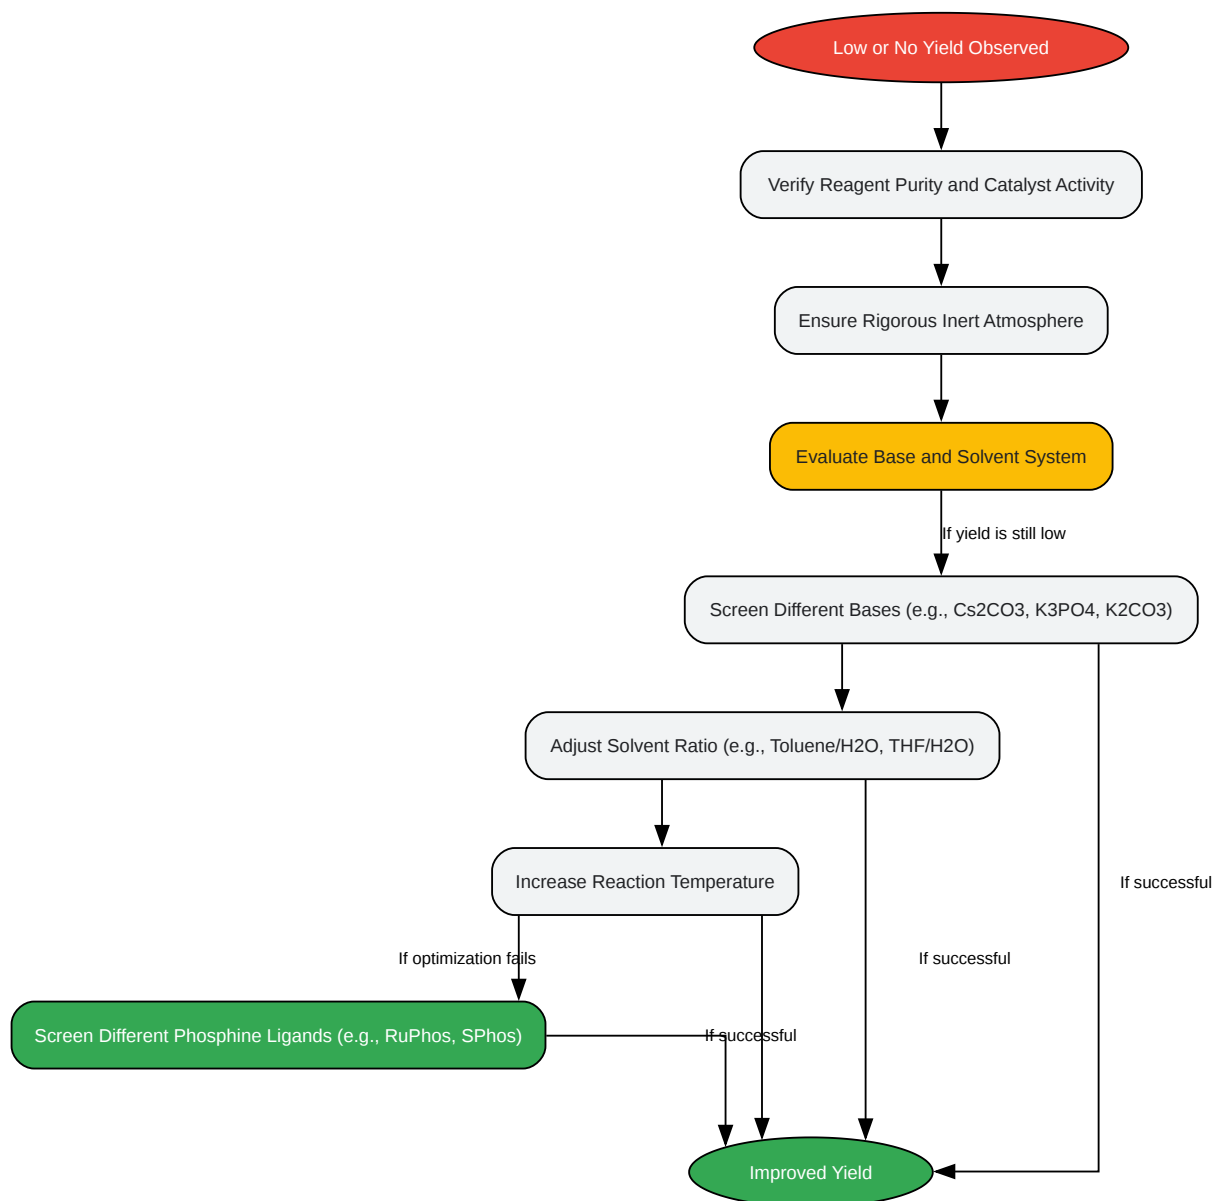 Low or No Yield Observed
Verify Reagent Purity and Catalyst Activity
Ensure Rigorous Inert Atmosphere
Evaluate Base and Solvent System
If yield is still low
Screen Different Bases (e.g., Cs2CO3, K3PO4, K2CO3)
Adjust Solvent Ratio (e.g., Toluene/H2O, THF/H2O)
Increase Reaction Temperature
If successful
If optimization fails
If successful
Screen Different Phosphine Ligands (e.g., RuPhos, SPhos)
If successful
Improved Yield